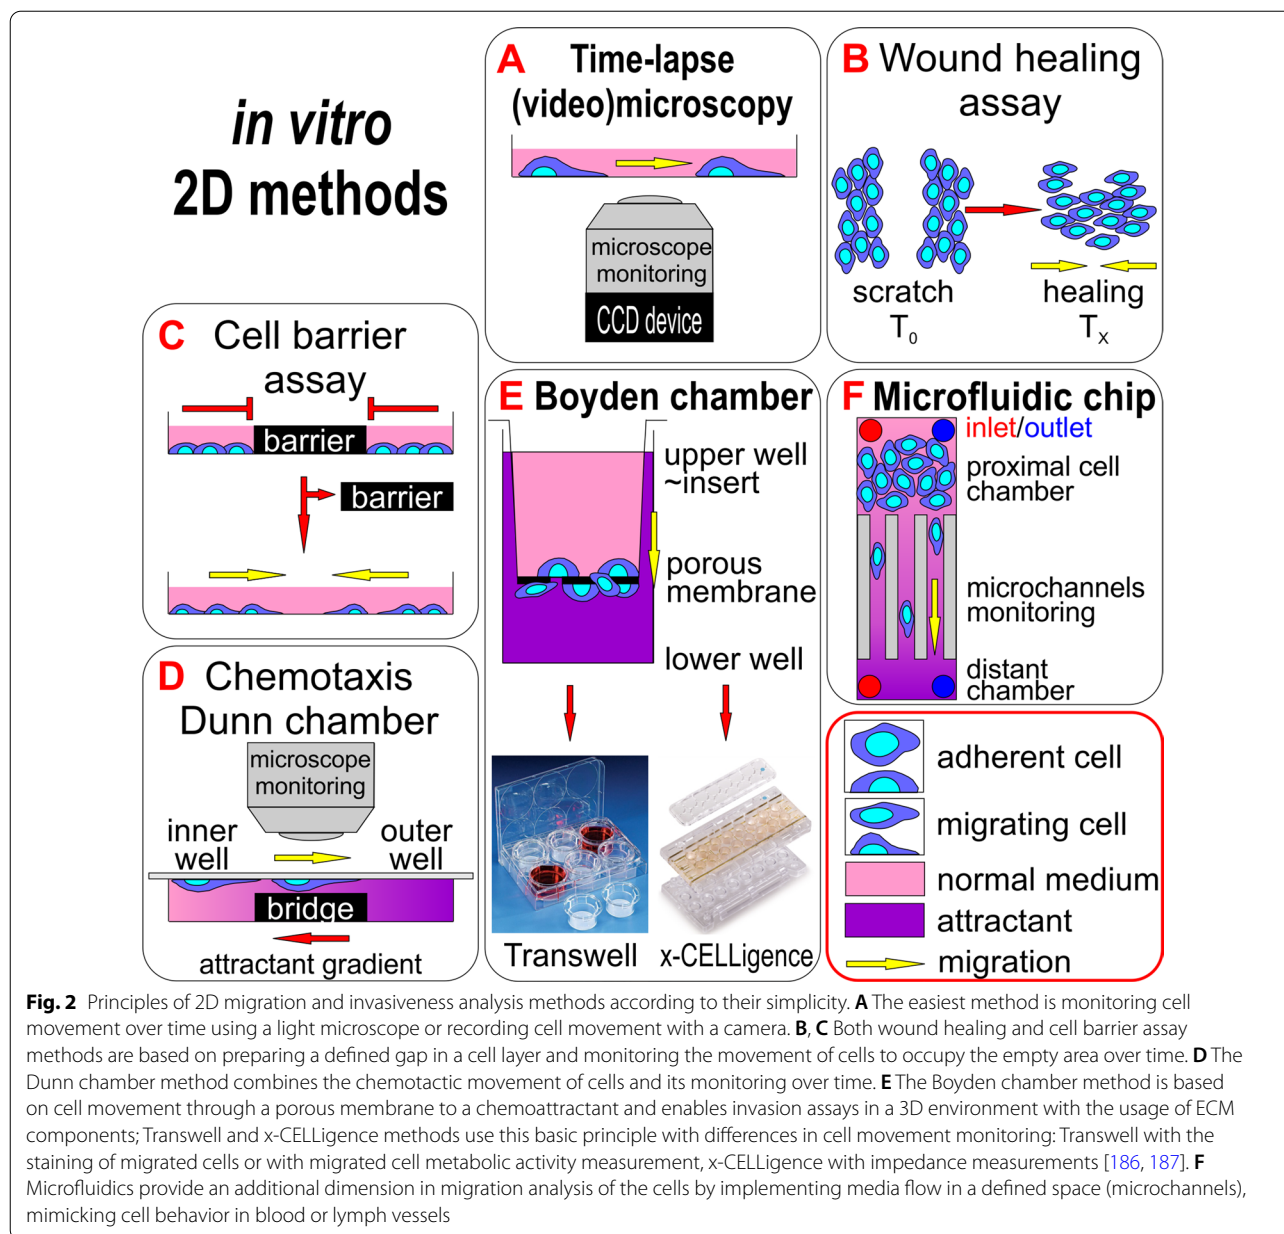 in vitro
2D methods
A Time-lapse
(video)microscopy
microscope
monitoring
CCD device
B Wound healing
assay
scratch
T0
healing
TX
C Cell barrier
assay
barrier
barrier
D Chemotaxis
Dunn chamber
microscope
monitoring
inner
well
outer
well
bridge
attractant gradient
E Boyden chamber
upper well
~insert
porous
membrane
lower well
Transwell
x-CELLigence
F Microfluidic chip
inlet/outlet
proximal cell
chamber
microchannels
monitoring
distant
chamber
adherent cell
migrating cell
normal medium
attractant
migration
Fig. 2 Principles of 2D migration and invasiveness analysis methods according to their simplicity. A The easiest method is monitoring cell
movement over time using a light microscope or recording cell movement with a camera. B, C Both wound healing and cell barrier assay
methods are based on preparing a defined gap in a cell layer and monitoring the movement of cells to occupy the empty area over time. D The
Dunn chamber method combines the chemotactic movement of cells and its monitoring over time. E The Boyden chamber method is based
on cell movement through a porous membrane to a chemoattractant and enables invasion assays in a 3D environment with the usage of ECM
components; Transwell and x-CELLigence methods use this basic principle with differences in cell movement monitoring: Transwell with the
staining of migrated cells or with migrated cell metabolic activity measurement, x-CELLigence with impedance measurements [186, 187]. F
Microfluidics provide an additional dimension in migration analysis of the cells by implementing media flow in a defined space (microchannels),
mimicking cell behavior in blood or lymph vessels